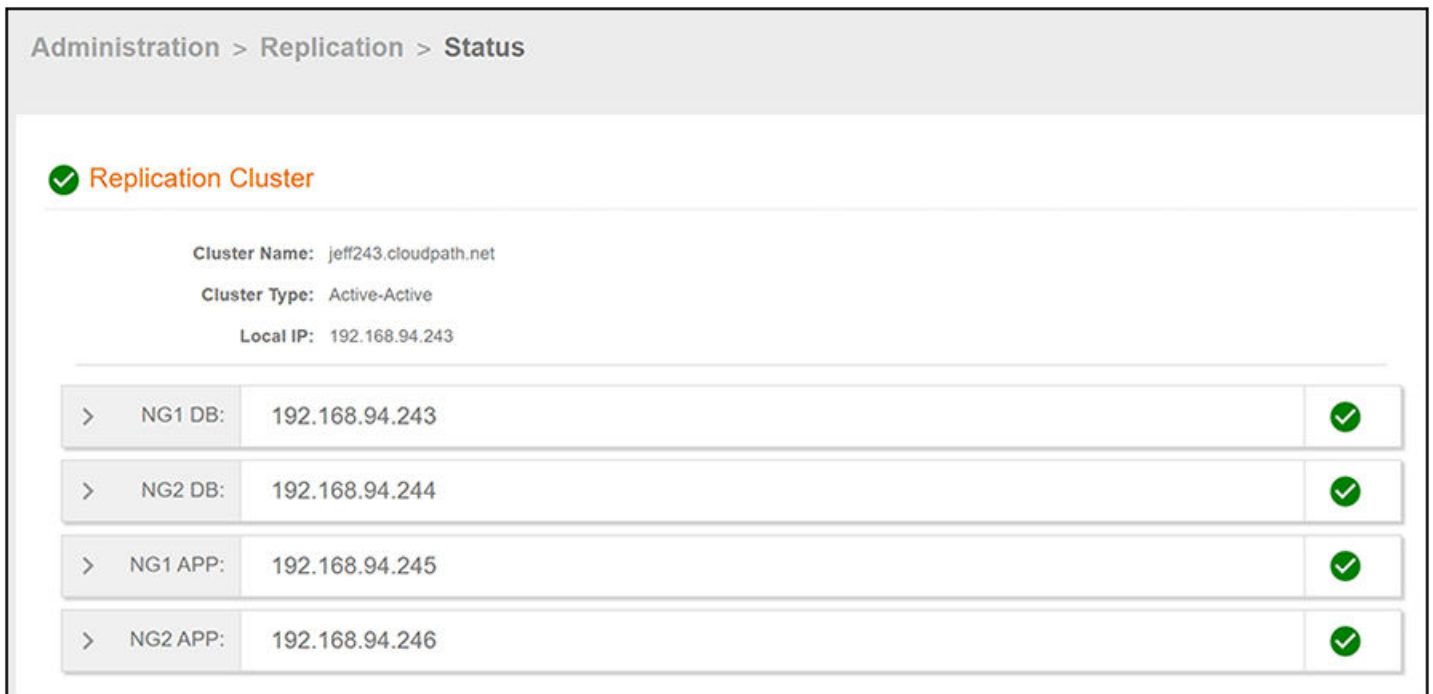 Administration > Replication > Status
Replication Cluster
Cluster Name: jeff243.cloudpath.net
Cluster Type: Active-Active
Local IP: 192.168.94.243
> NG1 DB: 192.168.94.243
> NG2 DB: 192.168.94.244
> NG1 APP: 192.168.94.245
> NG2 APP: 192.168.94.246